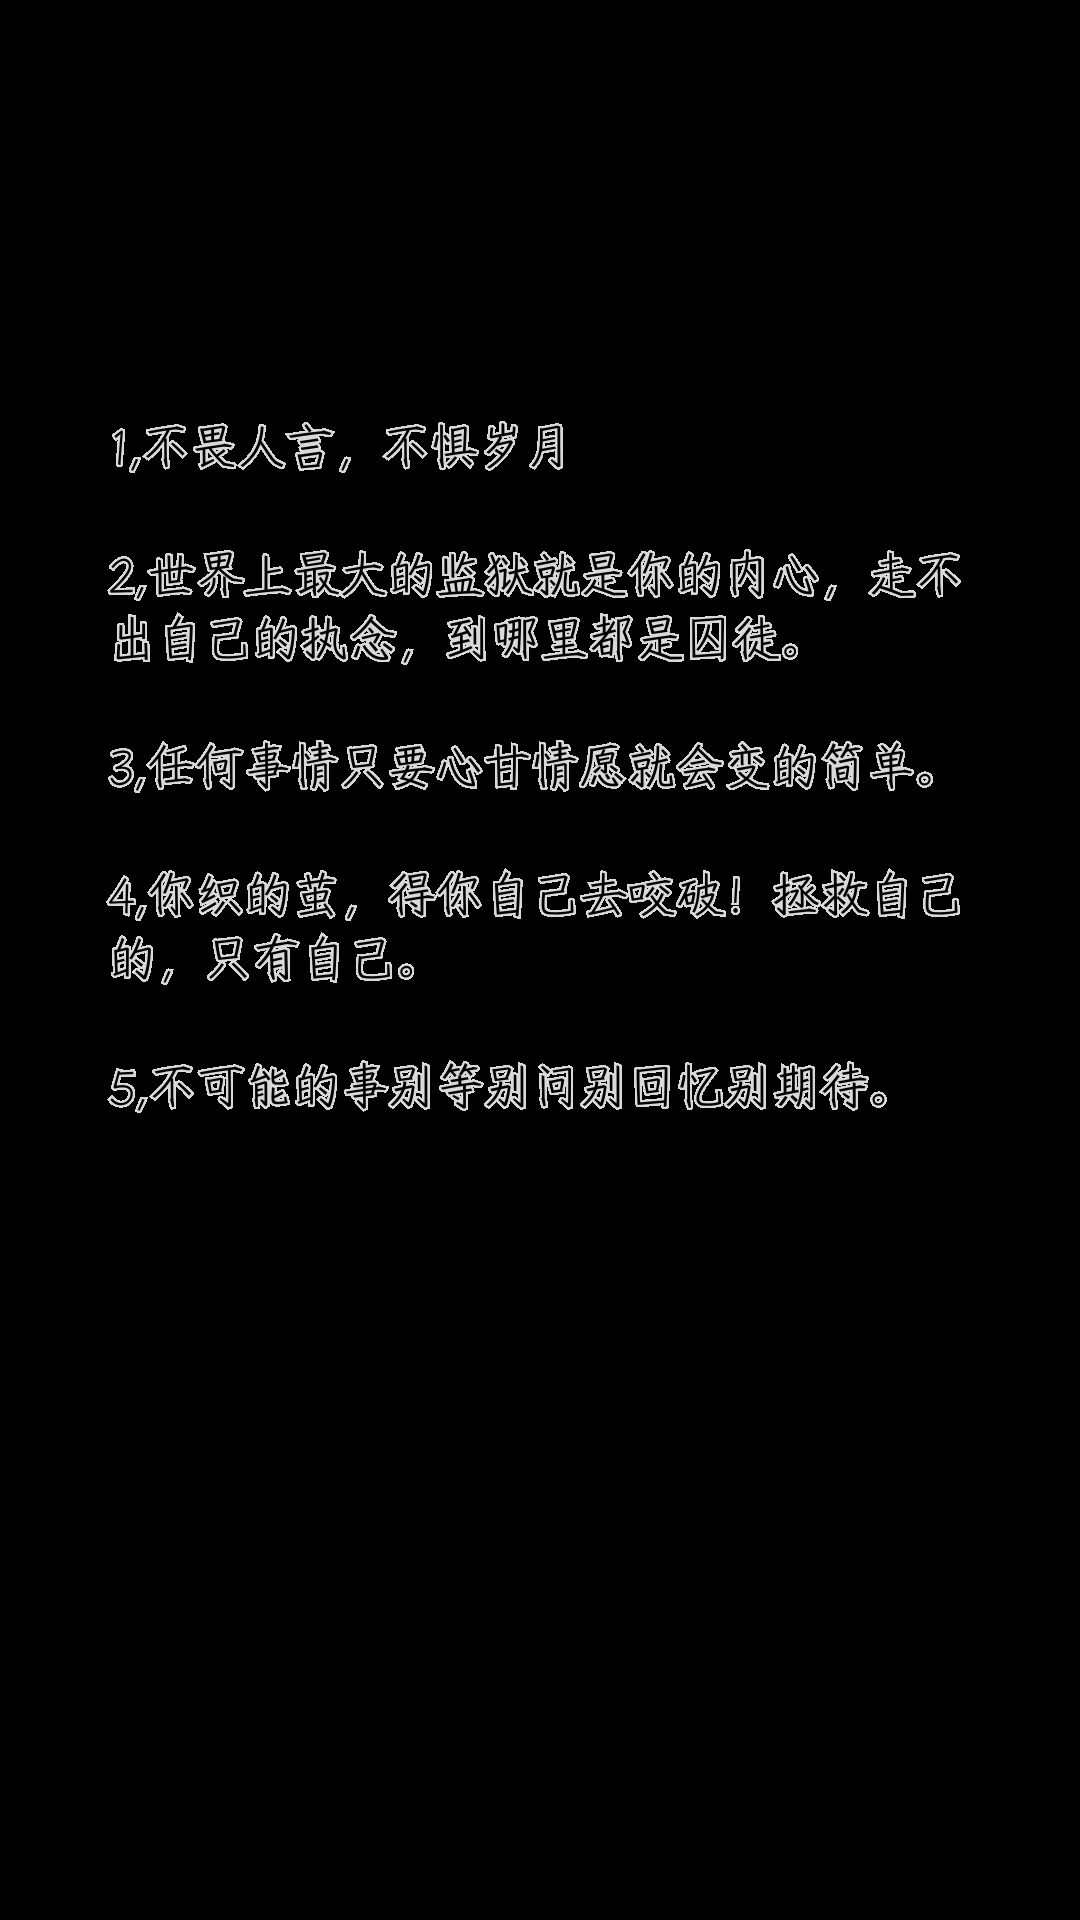 1,不畏人言，不惧岁月
2,世界上最大的监狱就是你的内心，走不
出自己的执念，到哪里都是囚徒。
3,任何事情只要心甘情愿就会变的简单。
4,你织的茧，得你自己去咬破！拯救自己
的，只有自己。
5,不可能的事别等别问别回忆别期待。